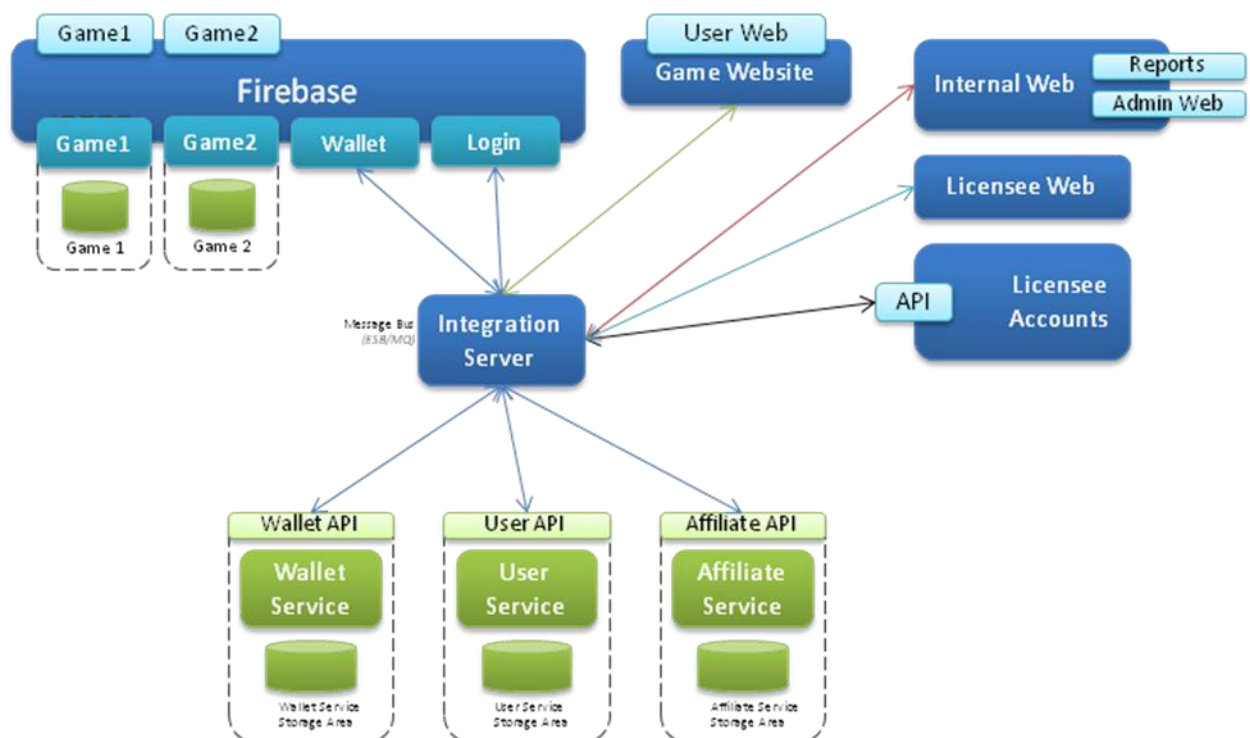 Game1
Game2
Firebase
Game1
Game2
Wallet
Login
Game 1
Game 2
User Web
Game Website
Internal Web
Reports
Admin Web
Licensee Web
API
Licensee
Accounts
Message Bus
(ESB/MQ)
Integration
Server
Wallet API
Wallet
Service
Wallet Service
Storage Area
User API
User
Service
User Service
Storage Area
Affiliate API
Affiliate
Service
Affiliate Service
Storage Area